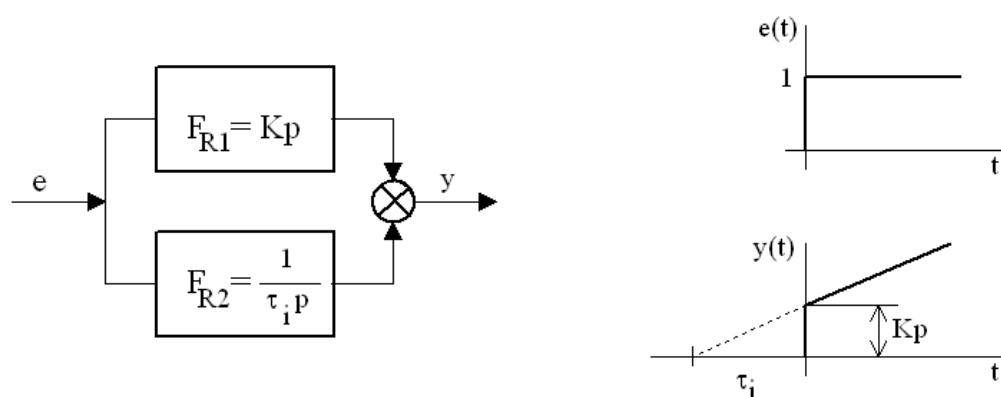 F_R1 = Kp
e
y
F_R2 = 1/(τ_i p)
e(t)
1
t
y(t)
Kp
τ_i
t